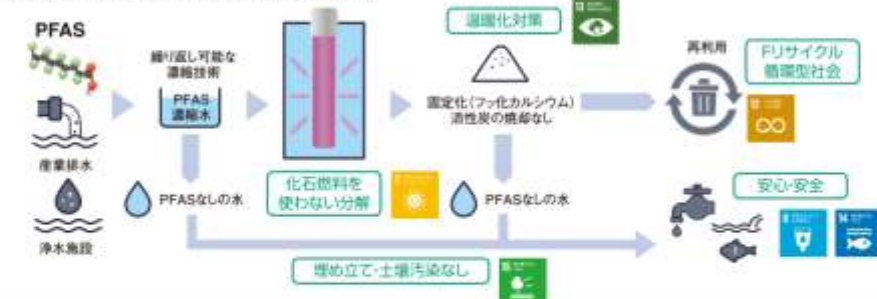 PFAS
産業排水
浄水施設
繰り返し可能な
濃縮技術
PFAS
濃縮水
PFASなしの水
化石燃料を
使わない分解
温暖化対策
固定化(フッ化カルシウム)
活性炭の焼却なし
PFASなしの水
埋め立て・土壌汚染なし
再利用
Fリサイクル
循環型社会
安心・安全